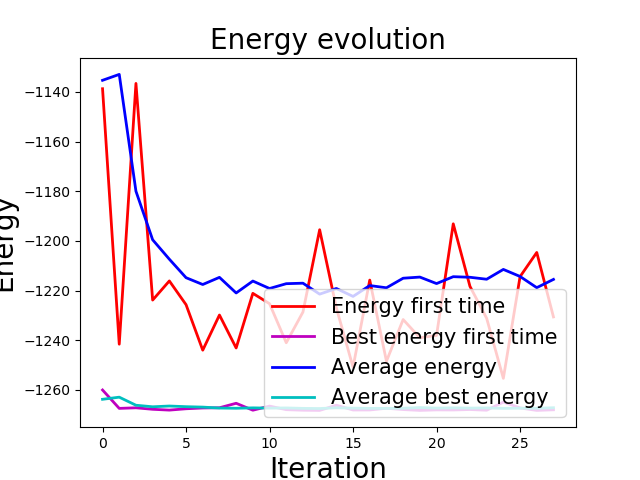 Energy evolution
Energy
−1140
−1160
−1180
−1200
−1220
−1240
−1260
0
5
10
15
20
25
Iteration
Energy first time
Best energy first time
Average energy
Average best energy